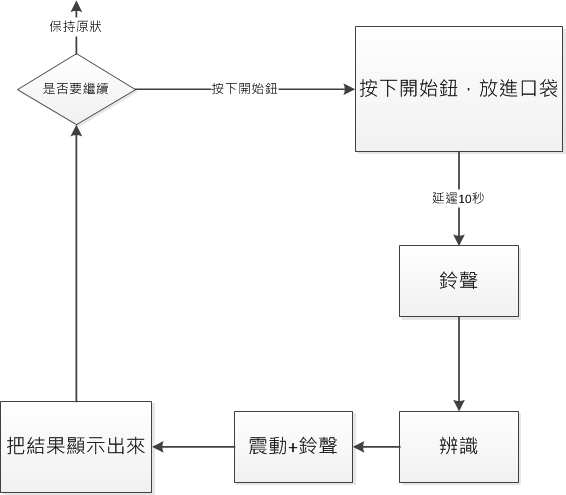 保持原狀
是否要繼續
按下開始鈕
按下開始鈕，放進口袋
延遲10秒
鈴聲
辨識
震動+鈴聲
把結果顯示出來